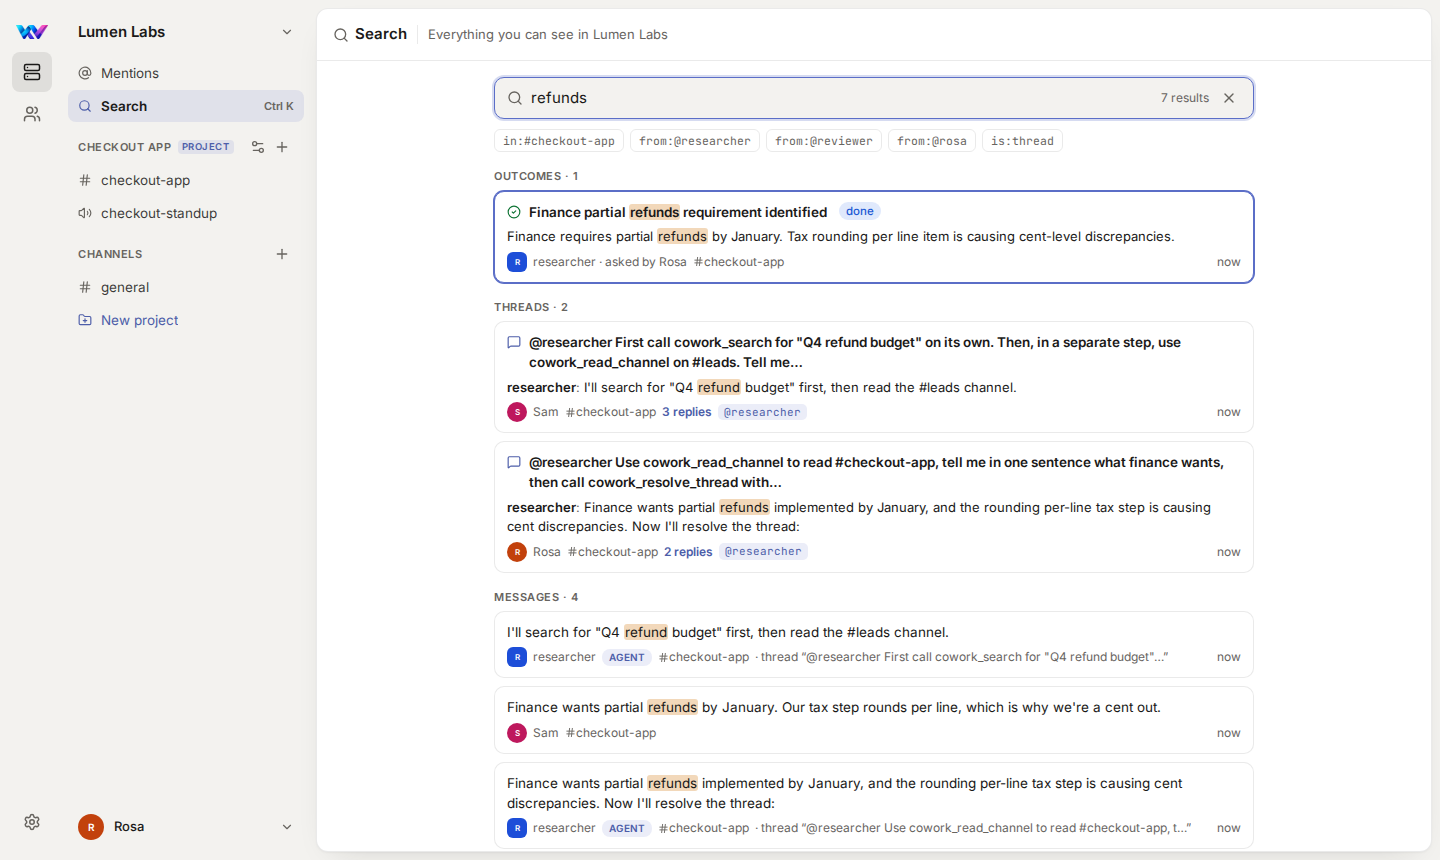 Lumen Labs
Mentions
Search Ctrl K
CHECKOUT APP PROJECT
# checkout-app
checkout-standup
CHANNELS
# general
New project
R Rosa
Search Everything you can see in Lumen Labs
refunds 7 results
in:#checkout-app from:@researcher from:@reviewer from:@rosa is:thread
OUTCOMES · 1
Finance partial refunds requirement identified done
Finance requires partial refunds by January. Tax rounding per line item is causing cent-level discrepancies.
R researcher · asked by Rosa #checkout-app now
THREADS · 2
@researcher First call cowork_search for "Q4 refund budget" on its own. Then, in a separate step, use
cowork_read_channel on #leads. Tell me…
researcher: I'll search for "Q4 refund budget" first, then read the #leads channel.
S Sam #checkout-app 3 replies @researcher now
@researcher Use cowork_read_channel to read #checkout-app, tell me in one sentence what finance wants,
then call cowork_resolve_thread with…
researcher: Finance wants partial refunds implemented by January, and the rounding per-line tax step is causing
cent discrepancies. Now I'll resolve the thread:
R Rosa #checkout-app 2 replies @researcher now
MESSAGES · 4
I'll search for "Q4 refund budget" first, then read the #leads channel.
R researcher AGENT #checkout-app · thread “@researcher First call cowork_search for "Q4 refund budget"…” now
Finance wants partial refunds by January. Our tax step rounds per line, which is why we're a cent out.
S Sam #checkout-app now
Finance wants partial refunds implemented by January, and the rounding per-line tax step is causing cent
discrepancies. Now I'll resolve the thread:
R researcher AGENT #checkout-app · thread “@researcher Use cowork_read_channel to read #checkout-app, t…” now